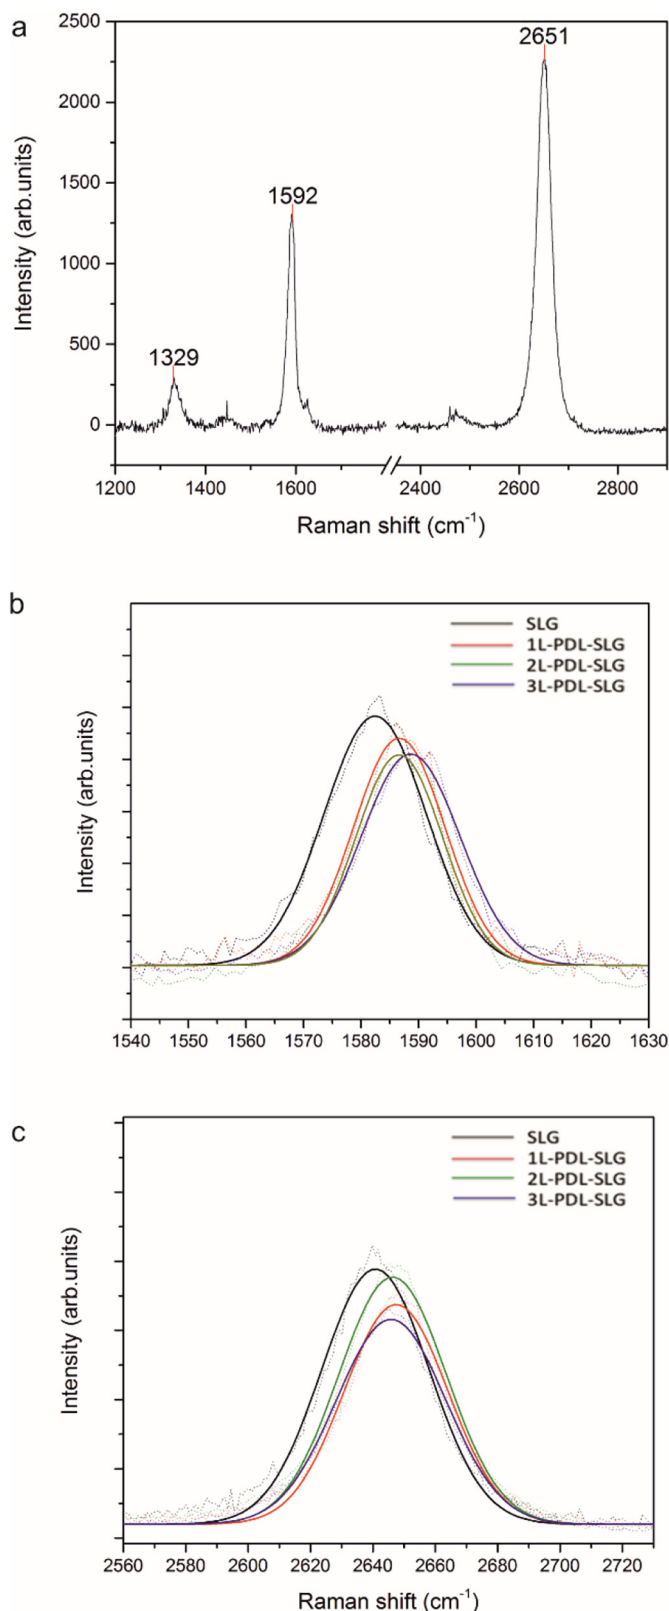 a
2500
2000
1500
1000
500
0
Intensity (arb.units)
1329
1592
2651
1200 1400 1600 2400 2600 2800
Raman shift (cm⁻¹)
b
SLG
1L-PDL-SLG
2L-PDL-SLG
3L-PDL-SLG
Intensity (arb.units)
1540 1550 1560 1570 1580 1590 1600 1610 1620 1630
c
SLG
1L-PDL-SLG
2L-PDL-SLG
3L-PDL-SLG
Intensity (arb.units)
2560 2580 2600 2620 2640 2660 2680 2700 2720
Raman shift (cm⁻¹)